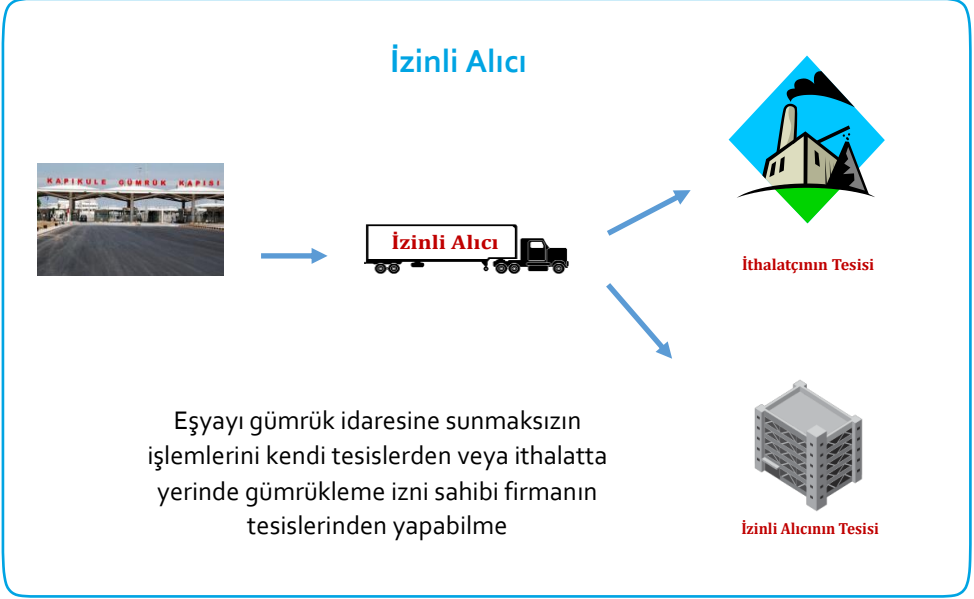 İzinli Alıcı
KAPIKULE GÜMRÜK KAPISI
İzinli Alıcı
İthalatçının Tesisi
Eşyayı gümrük idaresine sunmaksızın
işlemlerini kendi tesislerden veya ithalatta
yerinde gümrükleme izni sahibi firmanın
tesislerinden yapabilme
İzinli Alıcının Tesisi